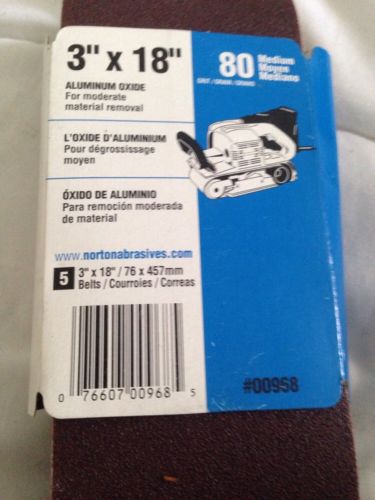 3" x 18"
80 Medium
Moyen
Medianos
GRIT / GRAIN / GRANO
ALUMINUM OXIDE
For moderate
material removal
L'OXIDE D'ALUMINIUM
Pour dégrossissage
moyen
ÓXIDO DE ALUMINIO
Para remoción moderada
de material
www.nortonabrasives.com
5 3" x 18" / 76 x 457mm
Belts / Courroies / Correas
0 76607 00968 5
#00958